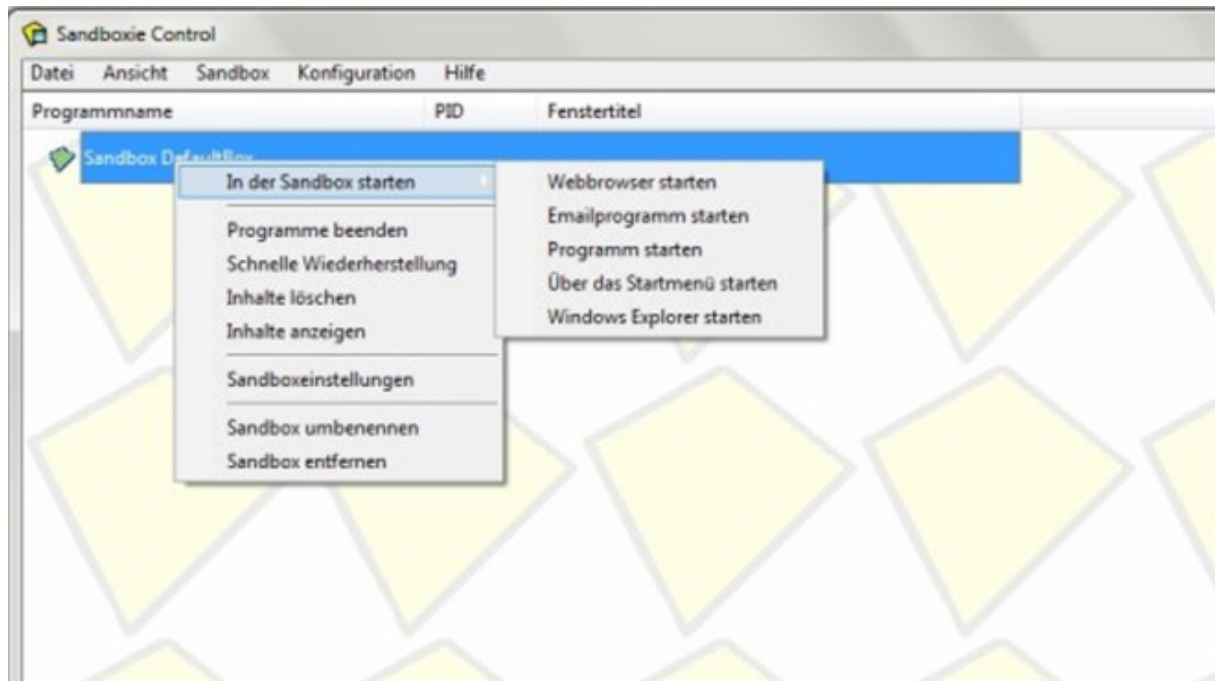 Sandboxie Control
Datei Ansicht Sandbox Konfiguration Hilfe
Programmname PID Fenstertitel
Sandbox DefaultBox
In der Sandbox starten
Programme beenden
Schnelle Wiederherstellung
Inhalte löschen
Inhalte anzeigen
Sandboxeinstellungen
Sandbox umbenennen
Sandbox entfernen
Webbrowser starten
Emailprogramm starten
Programm starten
Über das Startmenü starten
Windows Explorer starten